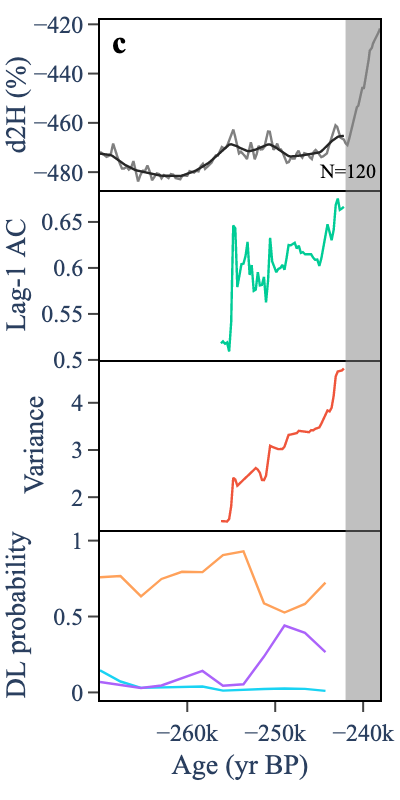 c
d2H (%)
−420
−440
−460
−480
N=120
Lag-1 AC
0.65
0.6
0.55
0.5
Variance
4
3
2
DL probability
1
0.5
0
−260k
−250k
−240k
Age (yr BP)